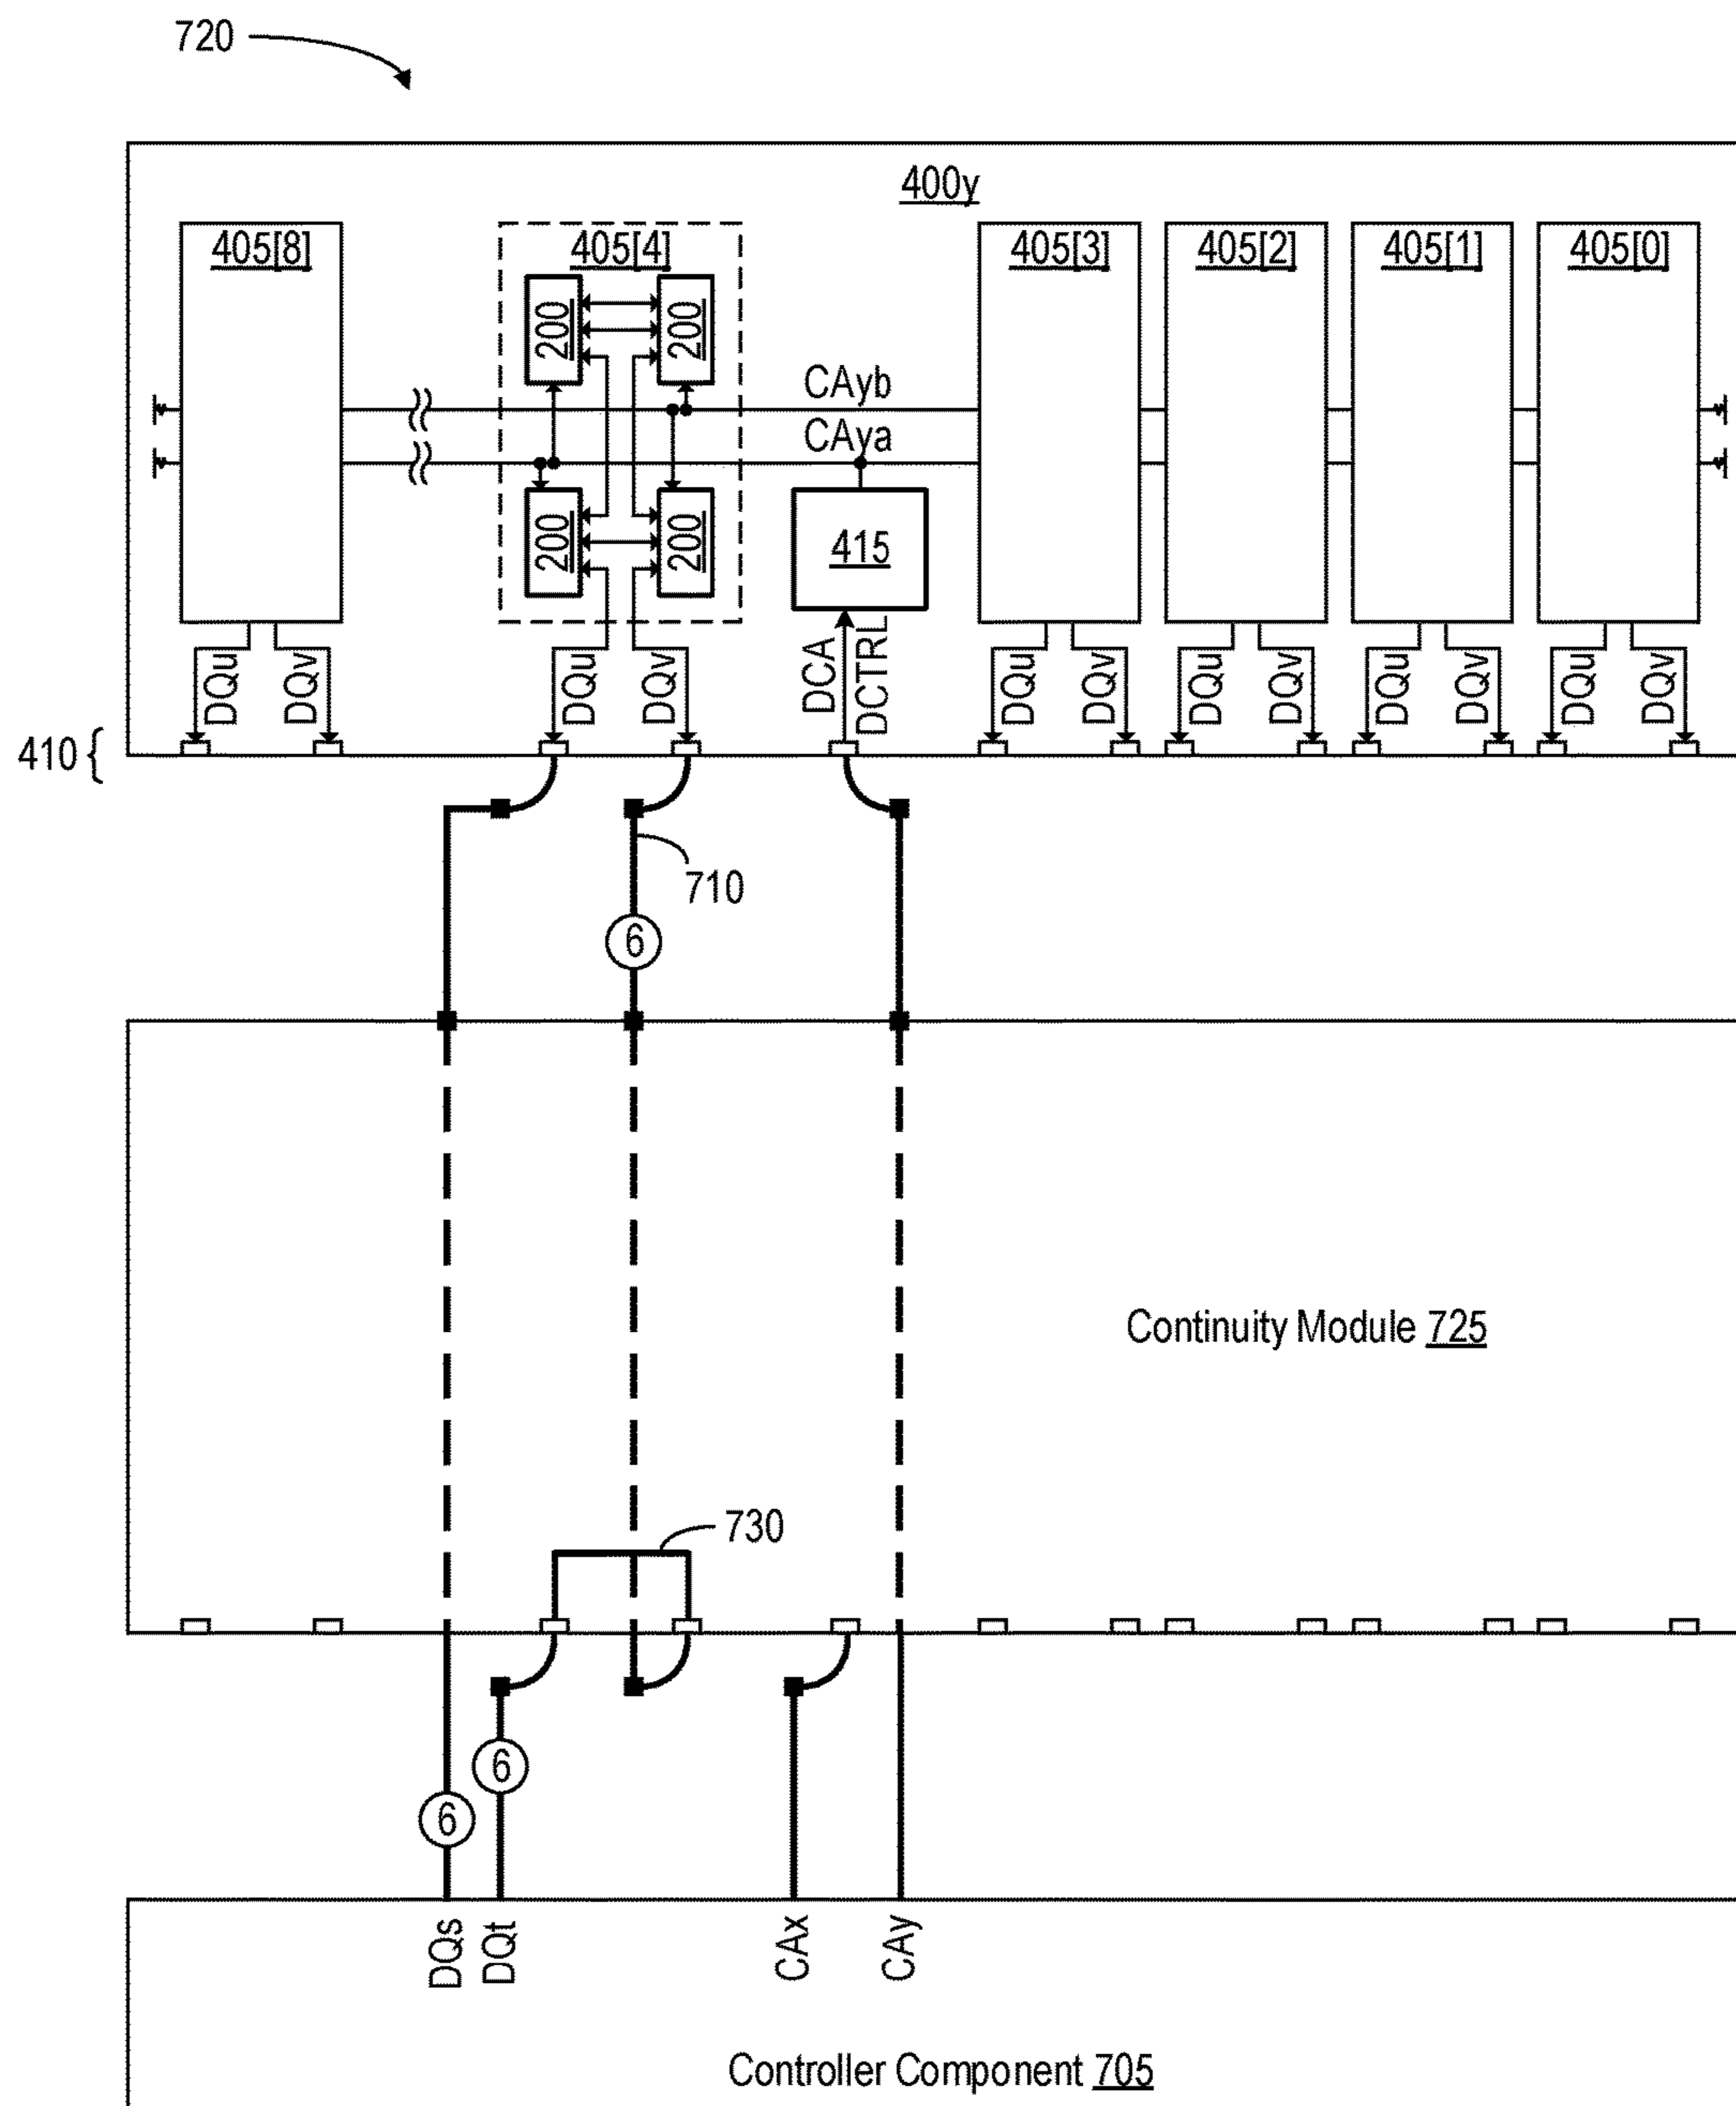 720
400y
405[8] 405[4] 405[3] 405[2] 405[1] 405[0]
200 200
CAyb
CAya
200 200
415
DQu DQv DQu DQv DCA DCTRL DQu DQv DQu DQv DQu DQv DQu DQv
410 {
710
6
Continuity Module 725
730
6
6
DQs DQt CAx CAy
Controller Component 705